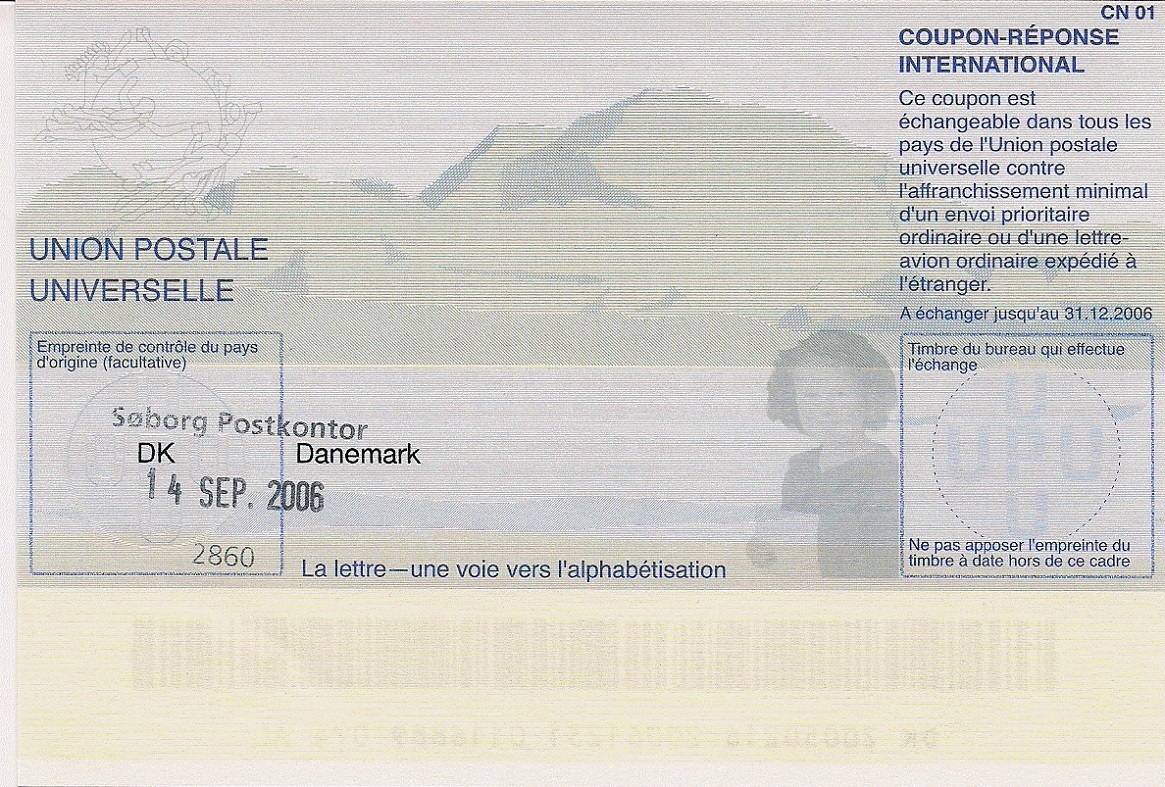 CN 01
COUPON-RÉPONSE
INTERNATIONAL
Ce coupon est
échangeable dans tous les
pays de l'Union postale
universelle contre
l'affranchissement minimal
d'un envoi prioritaire
ordinaire ou d'une lettre-
avion ordinaire expédié à
l'étranger.
A échanger jusqu'au 31.12.2006
UNION POSTALE
UNIVERSELLE
Empreinte de contrôle du pays
d'origine (facultative)
Søborg Postkontor
DK Danemark
14 SEP. 2006
2860
La lettre—une voie vers l'alphabétisation
Timbre du bureau qui effectue
l'échange
UPU
Ne pas apposer l'empreinte du
timbre à date hors de ce cadre